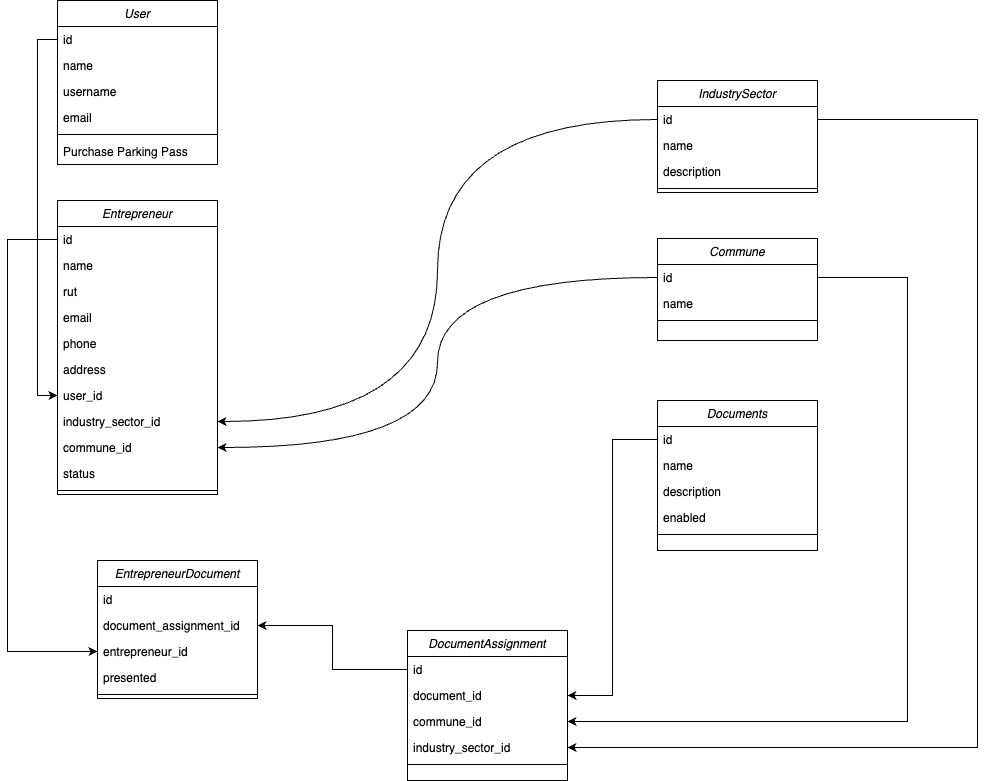 User
id
name
username
email
Purchase Parking Pass
Entrepreneur
id
name
rut
email
phone
address
user_id
industry_sector_id
commune_id
status
IndustrySector
id
name
description
Commune
id
name
Documents
id
name
description
enabled
EntrepreneurDocument
id
document_assignment_id
entrepreneur_id
presented
DocumentAssignment
id
document_id
commune_id
industry_sector_id